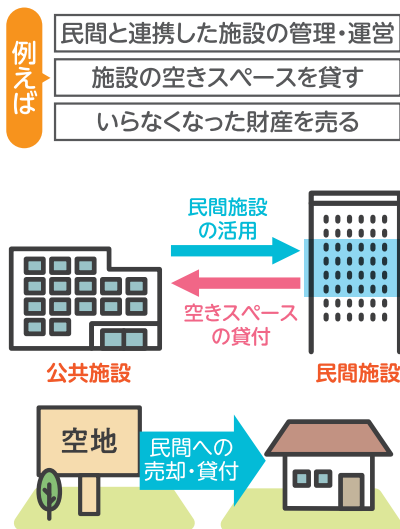 例えば
民間と連携した施設の管理・運営
施設の空きスペースを貸す
いらなくなった財産を売る
民間施設
の活用
空きスペース
の貸付
公共施設
民間施設
空地
民間への
売却・貸付